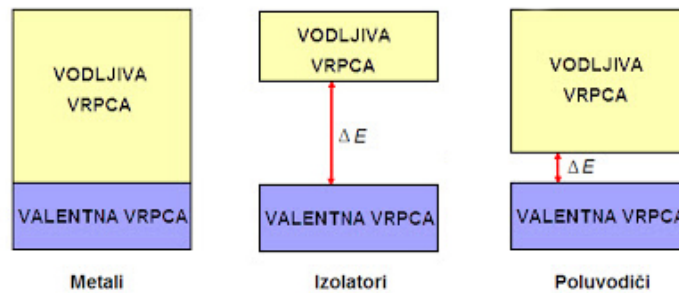 VODLJIVA
VRPCA
VALENTNA VRPCA
Metali
VODLJIVA
VRPCA
ΔE
VALENTNA VRPCA
Izolatori
VODLJIVA
VRPCA
ΔE
VALENTNA VRPCA
Poluvodiči